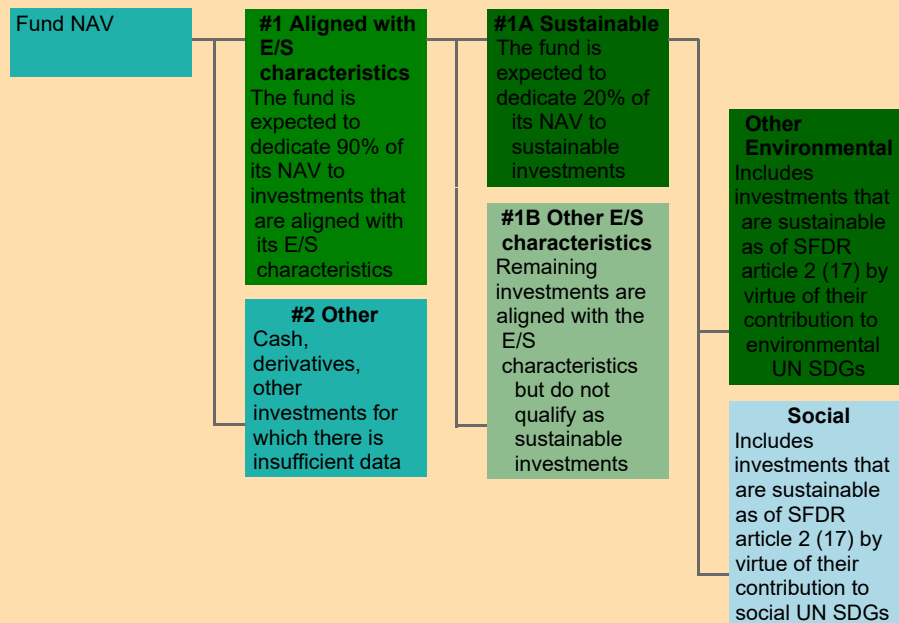 Fund NAV
#1 Aligned with
E/S
characteristics
The fund is
expected to
dedicate 90% of
its NAV to
investments that
are aligned with
its E/S
characteristics
#2 Other
Cash,
derivatives,
other
investments for
which there is
insufficient data
#1A Sustainable
The fund is
expected to
dedicate 20% of
its NAV to
sustainable
investments
#1B Other E/S
characteristics
Remaining
investments are
aligned with the
E/S
characteristics
but do not
qualify as
sustainable
investments
Other
Environmental
Includes
investments that
are sustainable
as of SFDR
article 2 (17) by
virtue of their
contribution to
environmental
UN SDGs
Social
Includes
investments that
are sustainable
as of SFDR
article 2 (17) by
virtue of their
contribution to
social UN SDGs